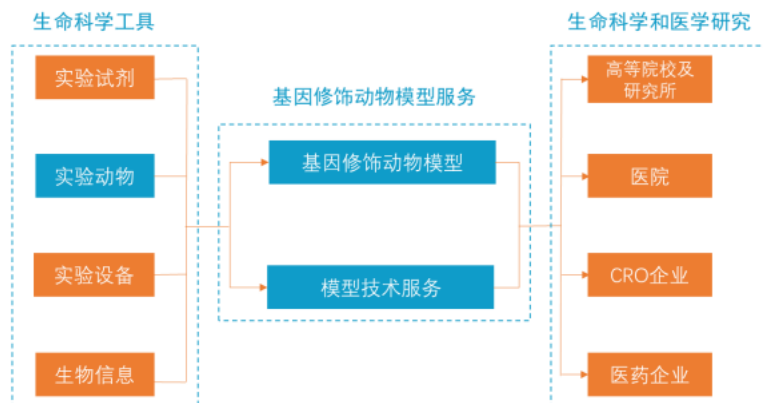 生命科学工具
实验试剂
实验动物
实验设备
生物信息
基因修饰动物模型服务
基因修饰动物模型
模型技术服务
生命科学和医学研究
高等院校及
研究所
医院
CRO企业
医药企业